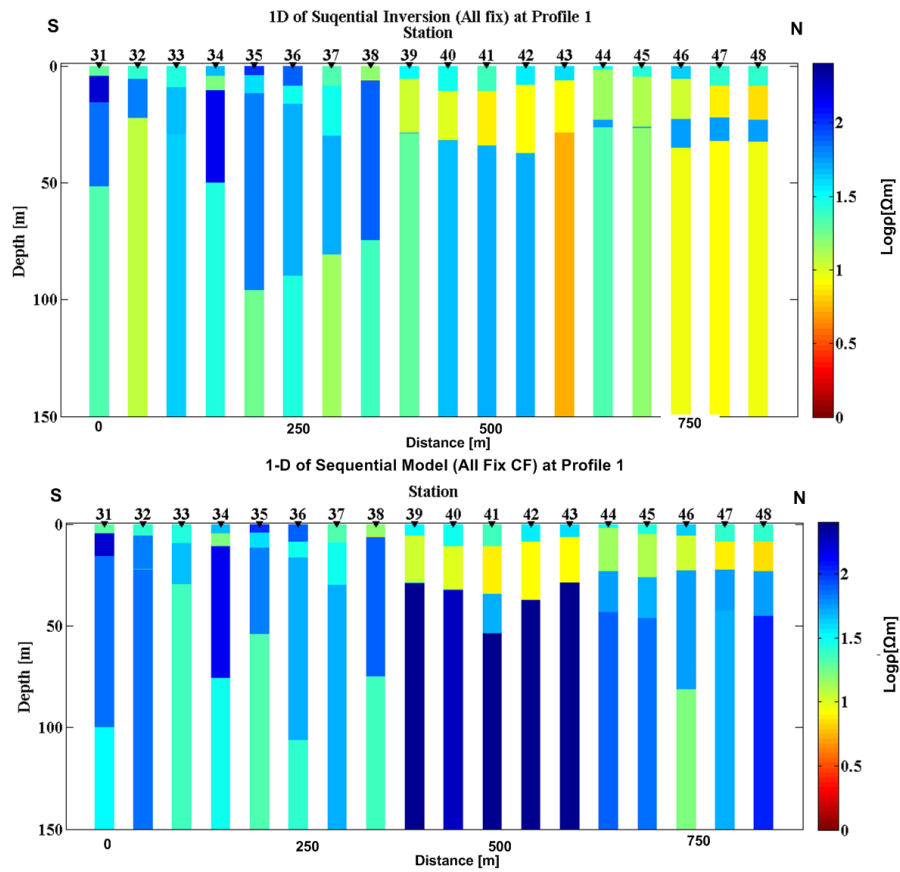 1D of Suqential Inversion (All fix) at Profile 1
S
Station
N
31 32 33 34 35 36 37 38 39 40 41 42 43 44 45 46 47 48
0
50
100
150
Depth [m]
0 250 500 750
Distance [m]
2
1.5
1
0.5
0
Logρ[Ωm]
1-D of Sequential Model (All Fix CF) at Profile 1
S
Station
N
31 32 33 34 35 36 37 38 39 40 41 42 43 44 45 46 47 48
0
50
100
150
Depth [m]
0 250 500 750
Distance [m]
2
1.5
1
0.5
0
Logρ[Ωm]